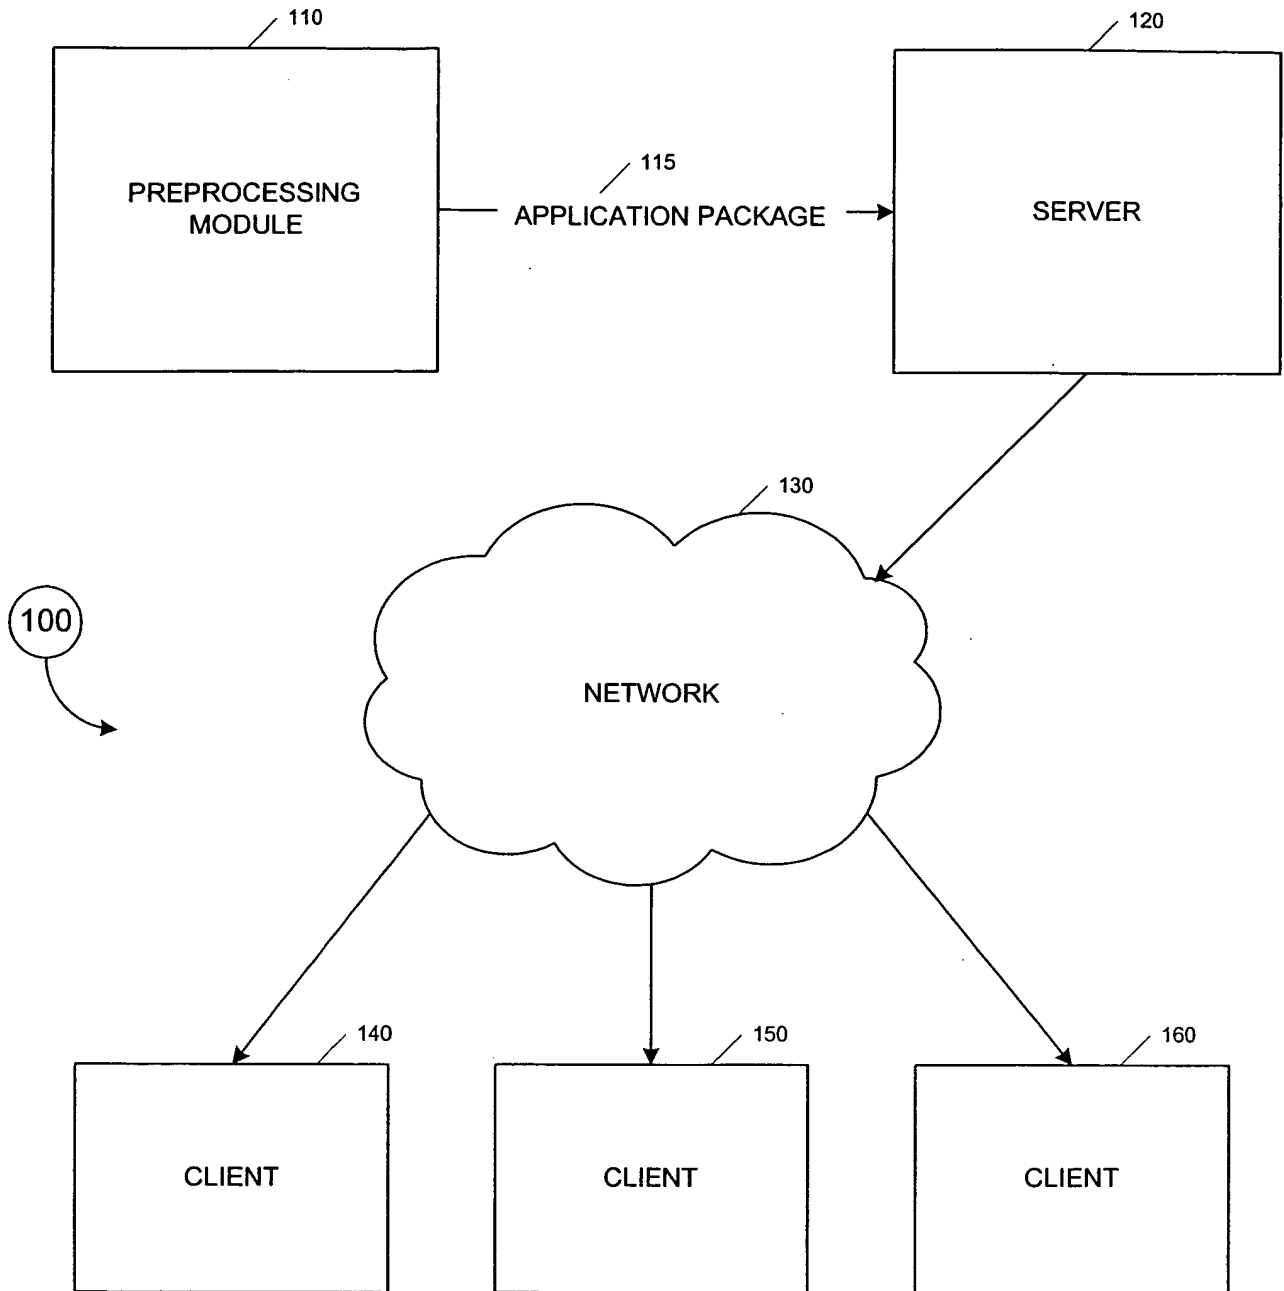 110
120
PREPROCESSING
MODULE
115
APPLICATION PACKAGE
SERVER
130
100
NETWORK
140
150
160
CLIENT
CLIENT
CLIENT